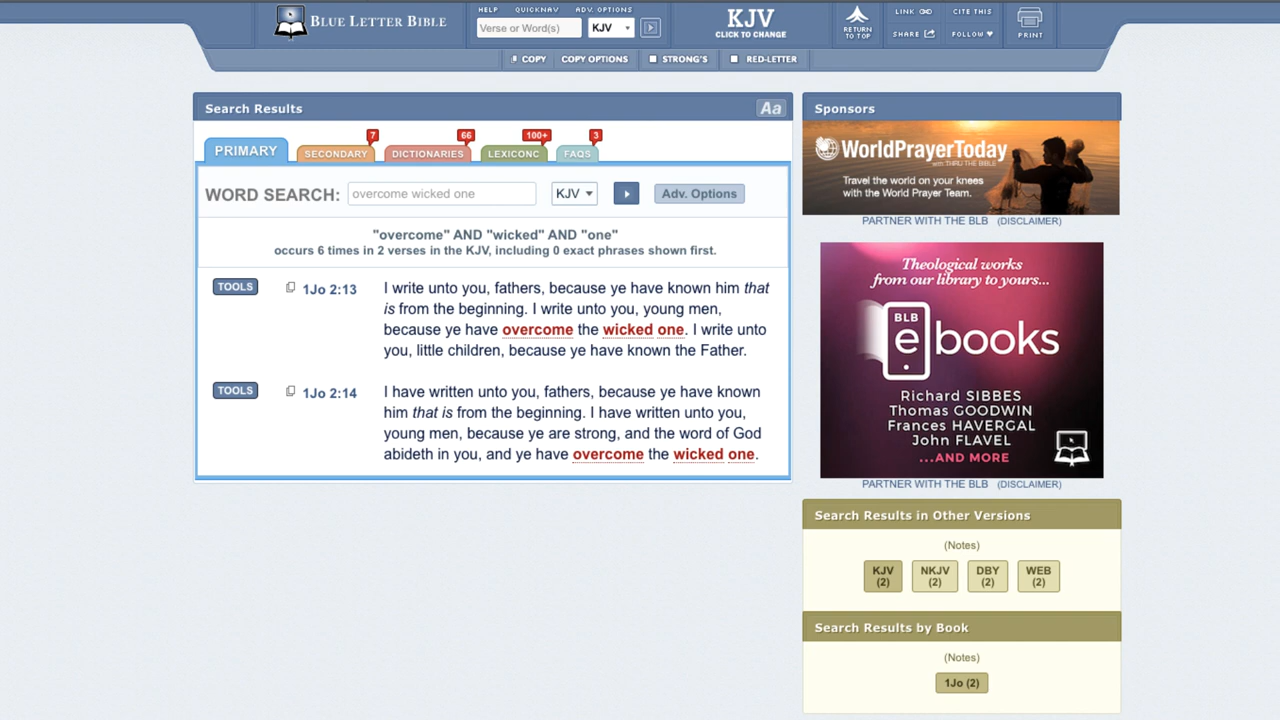 BLUE LETTER BIBLE
HELP QUICKNAV ADV. OPTIONS
Verse or Word(s) KJV
KJV
CLICK TO CHANGE
RETURN
TO TOP
LINK CITE THIS
SHARE FOLLOW
PRINT
COPY COPY OPTIONS STRONG'S RED-LETTER
Search Results Aa
7 66 100+ 3
PRIMARY SECONDARY DICTIONARIES LEXICONC FAQS
WORD SEARCH: overcome wicked one KJV Adv. Options
"overcome" AND "wicked" AND "one"
occurs 6 times in 2 verses in the KJV, including 0 exact phrases shown first.
TOOLS 1Jo 2:13 I write unto you, fathers, because ye have known him that
is from the beginning. I write unto you, young men,
because ye have overcome the wicked one. I write unto
you, little children, because ye have known the Father.
TOOLS 1Jo 2:14 I have written unto you, fathers, because ye have known
him that is from the beginning. I have written unto you,
young men, because ye are strong, and the word of God
abideth in you, and ye have overcome the wicked one.
Sponsors
WorldPrayerToday
with THRU THE BIBLE
Travel the world on your knees
with the World Prayer Team.
PARTNER WITH THE BLB (DISCLAIMER)
Theological works
from our library to yours...
BLB
e books
Richard SIBBES
Thomas GOODWIN
Frances HAVERGAL
John FLAVEL
...AND MORE
PARTNER WITH THE BLB (DISCLAIMER)
Search Results in Other Versions
(Notes)
KJV NKJV DBY WEB
(2) (2) (2) (2)
Search Results by Book
(Notes)
1Jo (2)